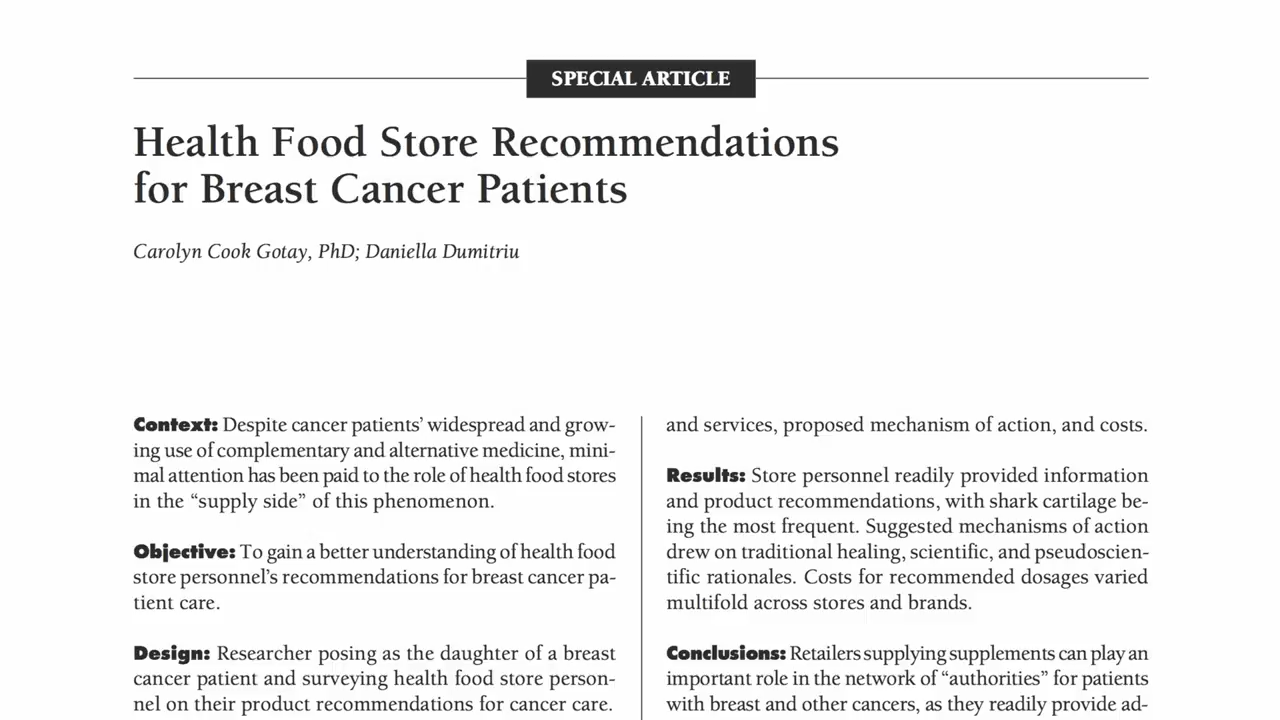 SPECIAL ARTICLE
Health Food Store Recommendations
for Breast Cancer Patients
Carolyn Cook Gotay, PhD; Daniella Dumitriu
Context: Despite cancer patients’ widespread and grow-
ing use of complementary and alternative medicine, mini-
mal attention has been paid to the role of health food stores
in the “supply side” of this phenomenon.
Objective: To gain a better understanding of health food
store personnel’s recommendations for breast cancer pa-
tient care.
Design: Researcher posing as the daughter of a breast
cancer patient and surveying health food store person-
nel on their product recommendations for cancer care.
and services, proposed mechanism of action, and costs.
Results: Store personnel readily provided information
and product recommendations, with shark cartilage be-
ing the most frequent. Suggested mechanisms of action
drew on traditional healing, scientific, and pseudoscien-
tific rationales. Costs for recommended dosages varied
multifold across stores and brands.
Conclusions: Retailers supplying supplements can play an
important role in the network of “authorities” for patients
with breast and other cancers, as they readily provide ad-